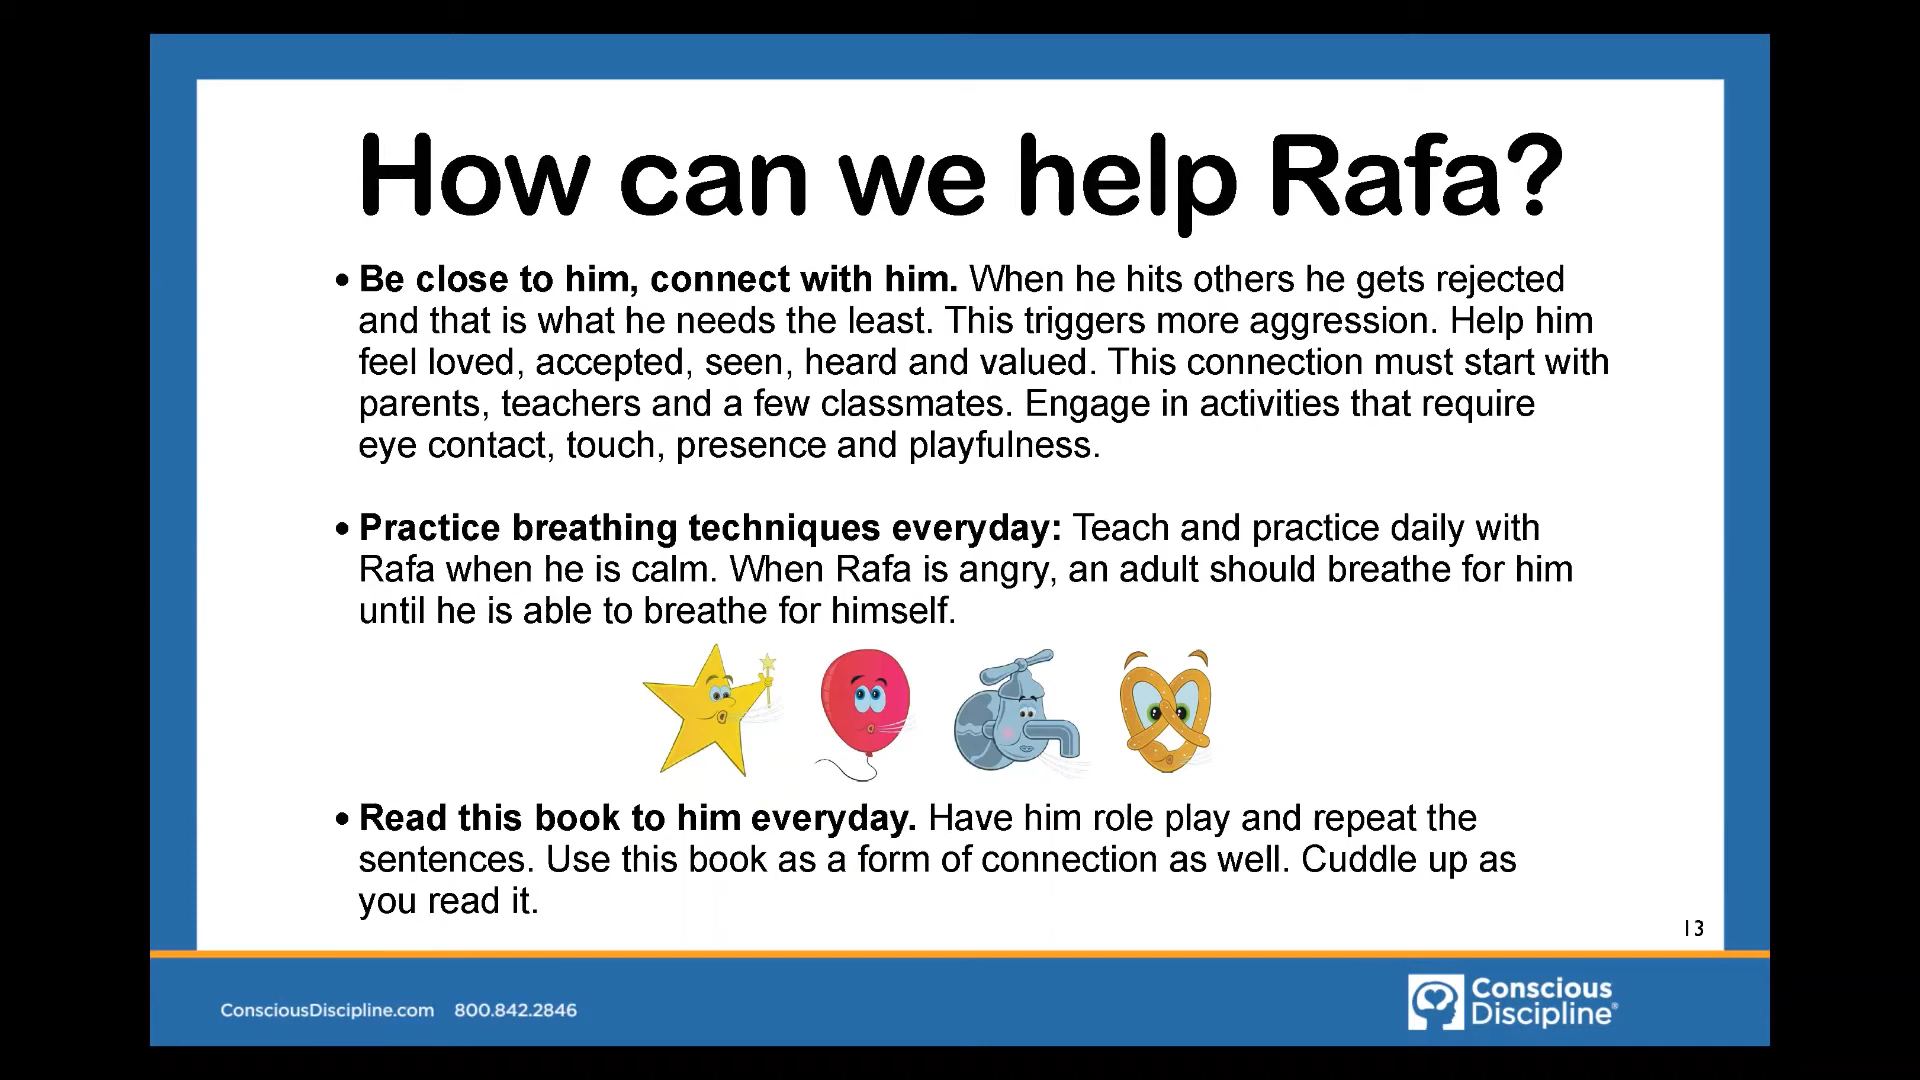 How can we help Rafa?
• Be close to him, connect with him. When he hits others he gets rejected
and that is what he needs the least. This triggers more aggression. Help him
feel loved, accepted, seen, heard and valued. This connection must start with
parents, teachers and a few classmates. Engage in activities that require
eye contact, touch, presence and playfulness.
• Practice breathing techniques everyday: Teach and practice daily with
Rafa when he is calm. When Rafa is angry, an adult should breathe for him
until he is able to breathe for himself.
• Read this book to him everyday. Have him role play and repeat the
sentences. Use this book as a form of connection as well. Cuddle up as
you read it.
13
ConsciousDiscipline.com 800.842.2846
Conscious
Discipline®